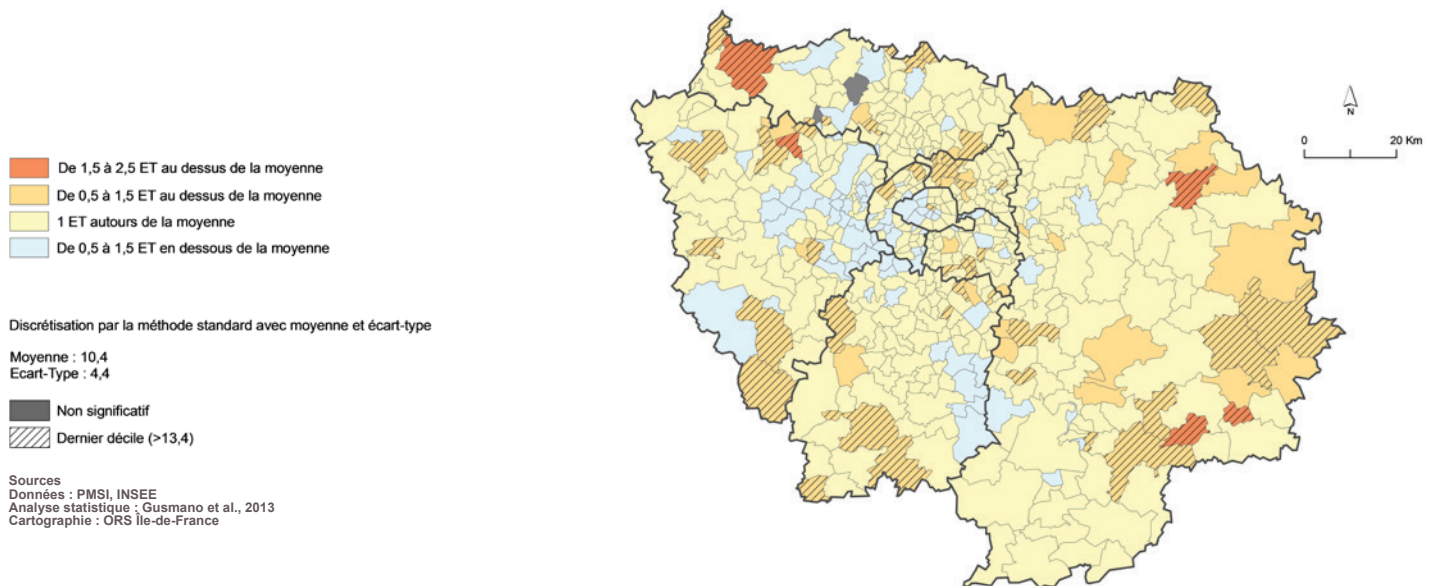 De 1,5 à 2,5 ET au dessus de la moyenne
De 0,5 à 1,5 ET au dessus de la moyenne
1 ET autours de la moyenne
De 0,5 à 1,5 ET en dessous de la moyenne
Discrétisation par la méthode standard avec moyenne et écart-type
Moyenne : 10,4
Ecart-Type : 4,4
Non significatif
Dernier décile (>13,4)
Sources
Données : PMSI, INSEE
Analyse statistique : Gusmano et al., 2013
Cartographie : ORS Île-de-France
N
0 20 Km